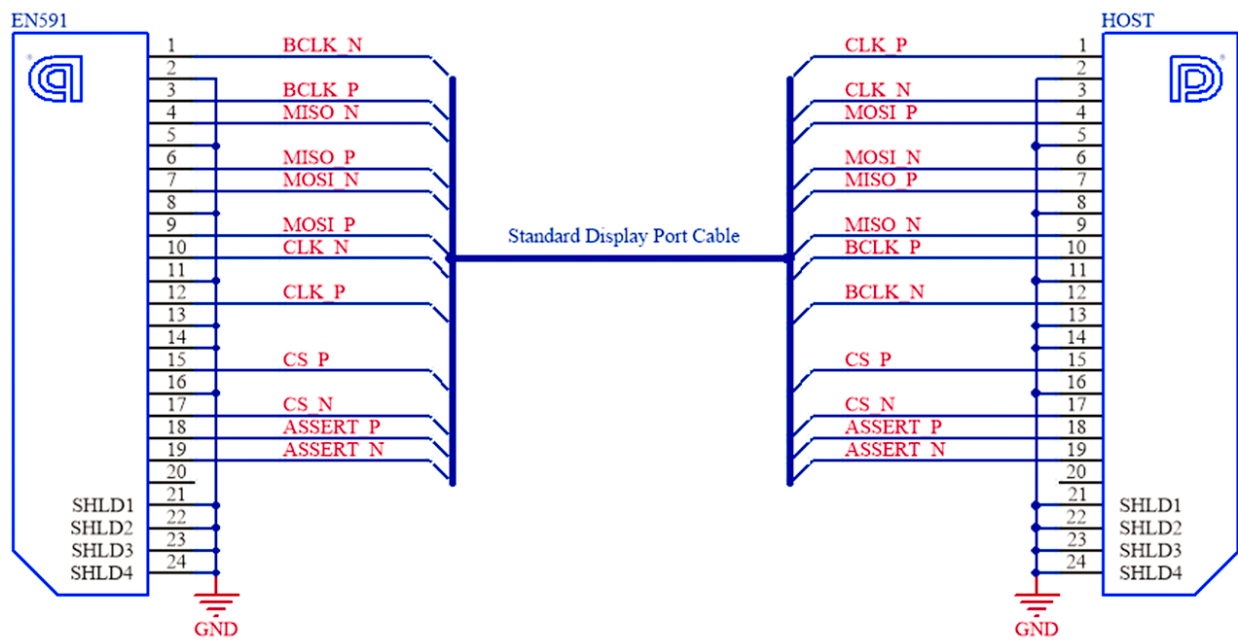 EN591
HOST
1 BCLK_N
CLK_P 1
2
2
3 BCLK_P
CLK_N 3
4 MISO_N
MOSI_P 4
5
5
6 MISO_P
MOSI_N 6
7 MOSI_N
MISO_P 7
8
8
9 MOSI_P
MISO_N 9
Standard Display Port Cable
10 CLK_N
BCLK_P 10
11
11
12 CLK_P
BCLK_N 12
13
13
14
14
15 CS_P
CS_P 15
16
16
17 CS_N
CS_N 17
18 ASSERT_P
ASSERT_P 18
19 ASSERT_N
ASSERT_N 19
20
20
SHLD1 21
21 SHLD1
SHLD2 22
22 SHLD2
SHLD3 23
23 SHLD3
SHLD4 24
24 SHLD4
GND
GND